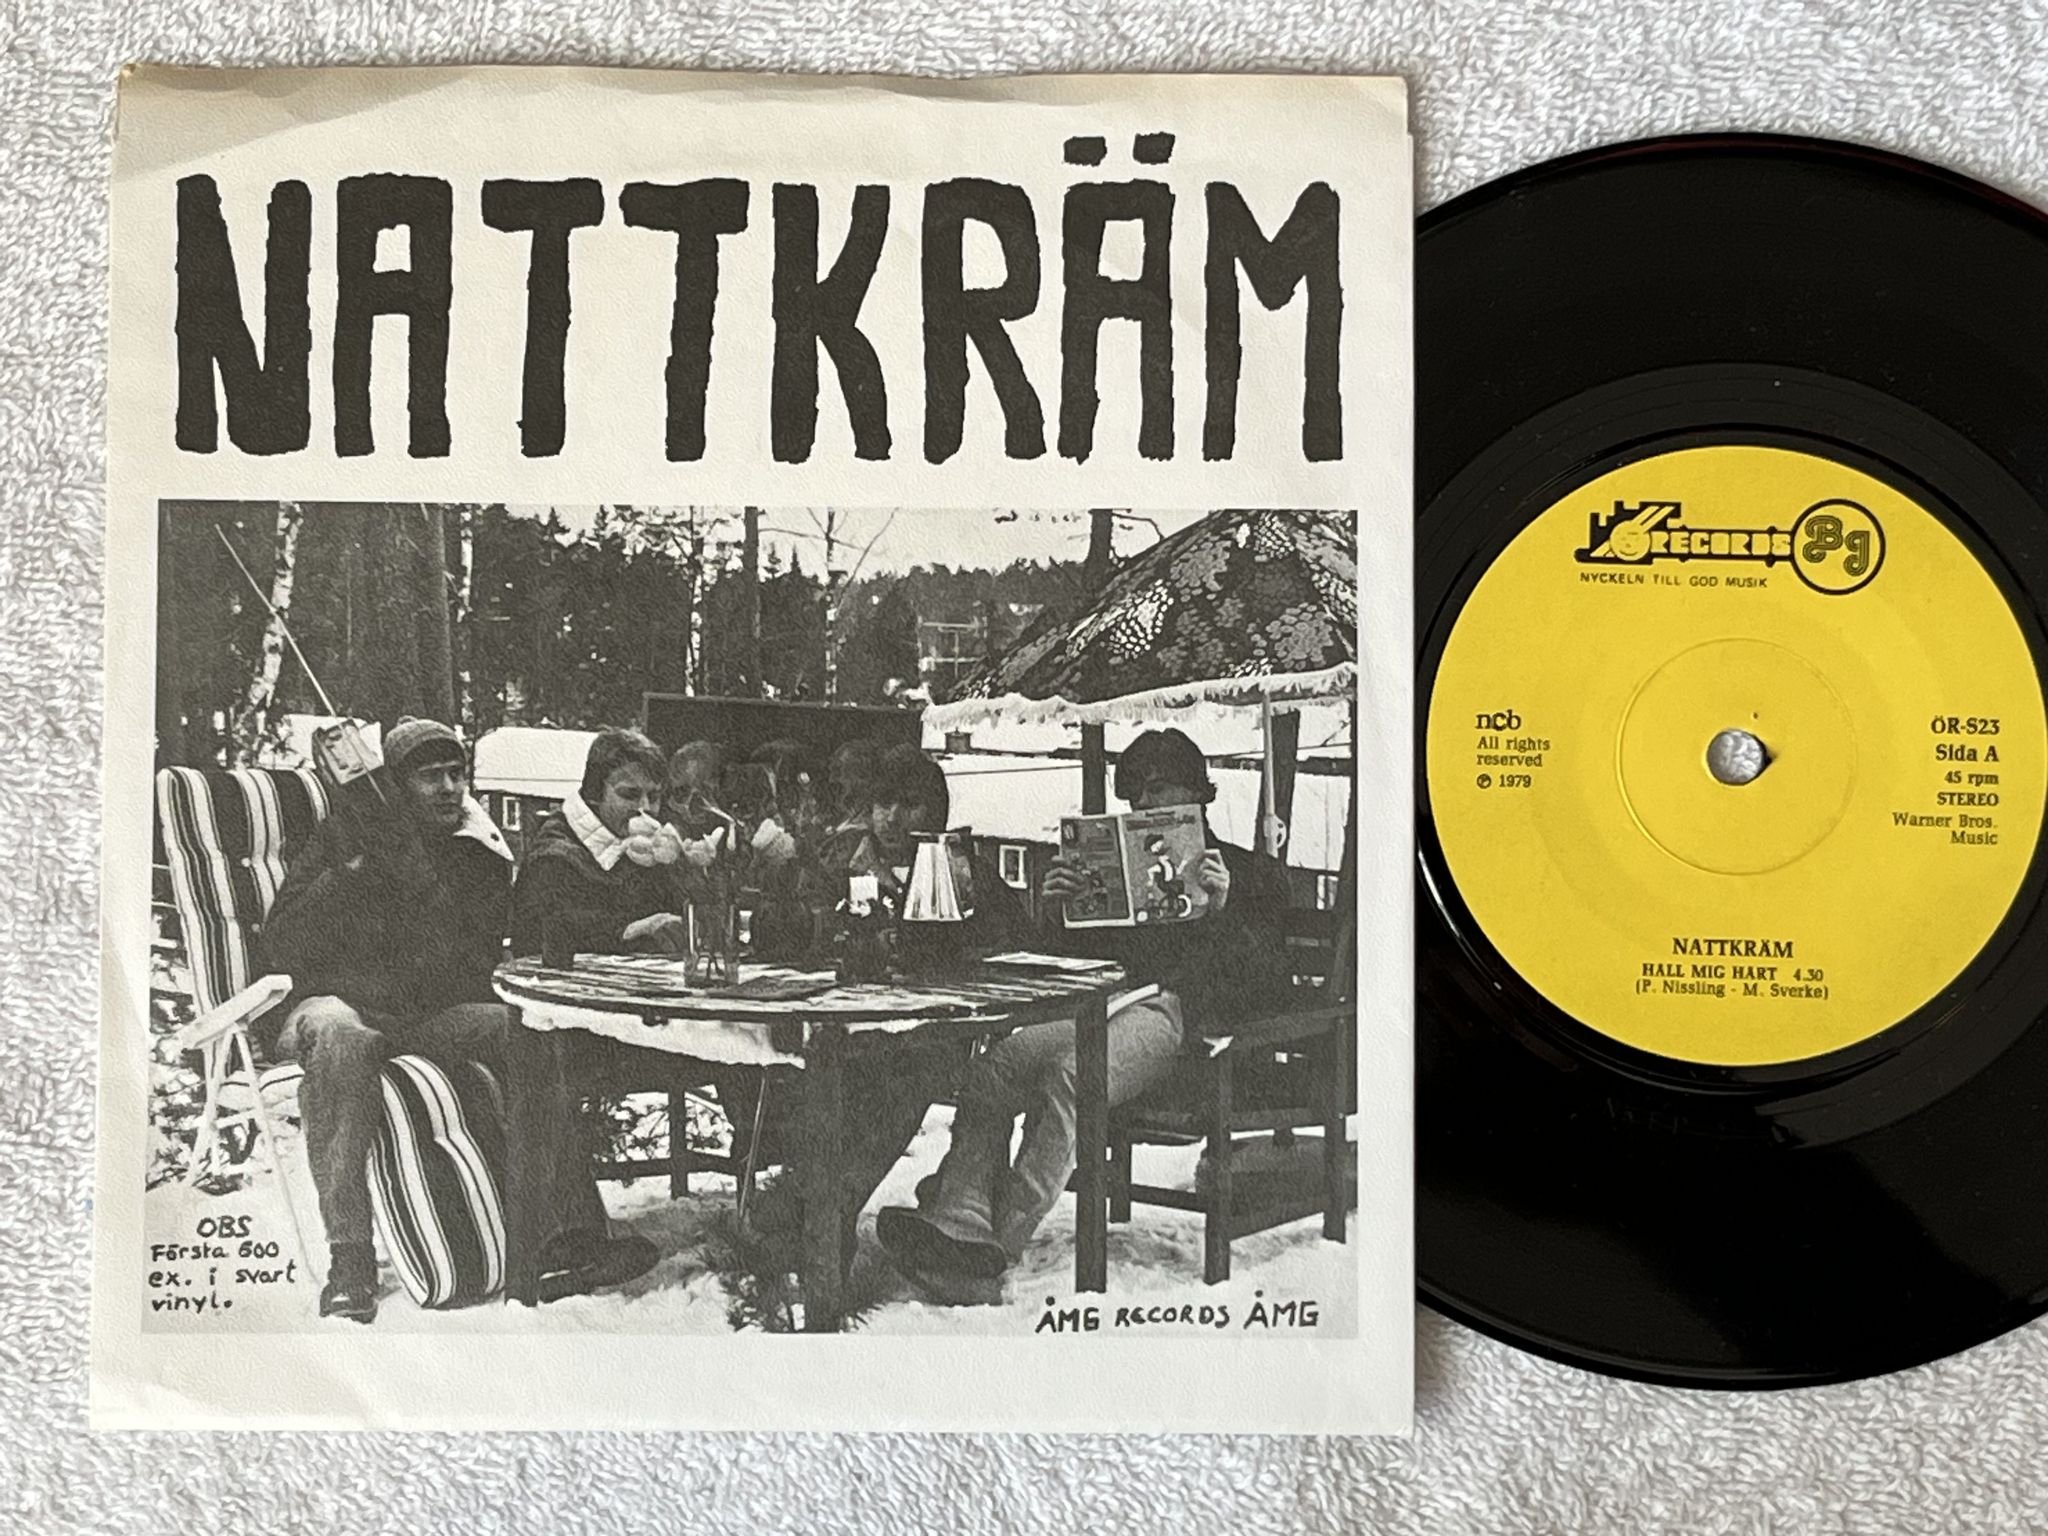 NATTKRÄM
OBS
Första 600
ex. i svart
vinyl.
ÅMG RECORDS ÅMG
RECORDS Bg
NYCKELN TILL GOD MUSIK
ncb
All rights
reserved
℗ 1979
ÖR-S23
Sida A
45 rpm
STEREO
Warner Bros.
Music
NATTKRÄM
HALL MIG HART 4.30
(P. Nissling - M. Sverke)